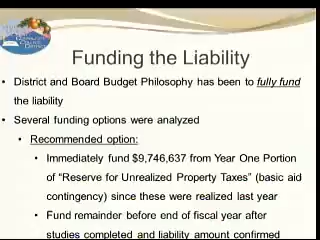 Funding the Liability
• District and Board Budget Philosophy has been to fully fund
the liability
• Several funding options were analyzed
• Recommended option:
• Immediately fund $9,746,637 from Year One Portion
of “Reserve for Unrealized Property Taxes” (basic aid
contingency) since these were realized last year
• Fund remainder before end of fiscal year after
studies completed and liability amount confirmed